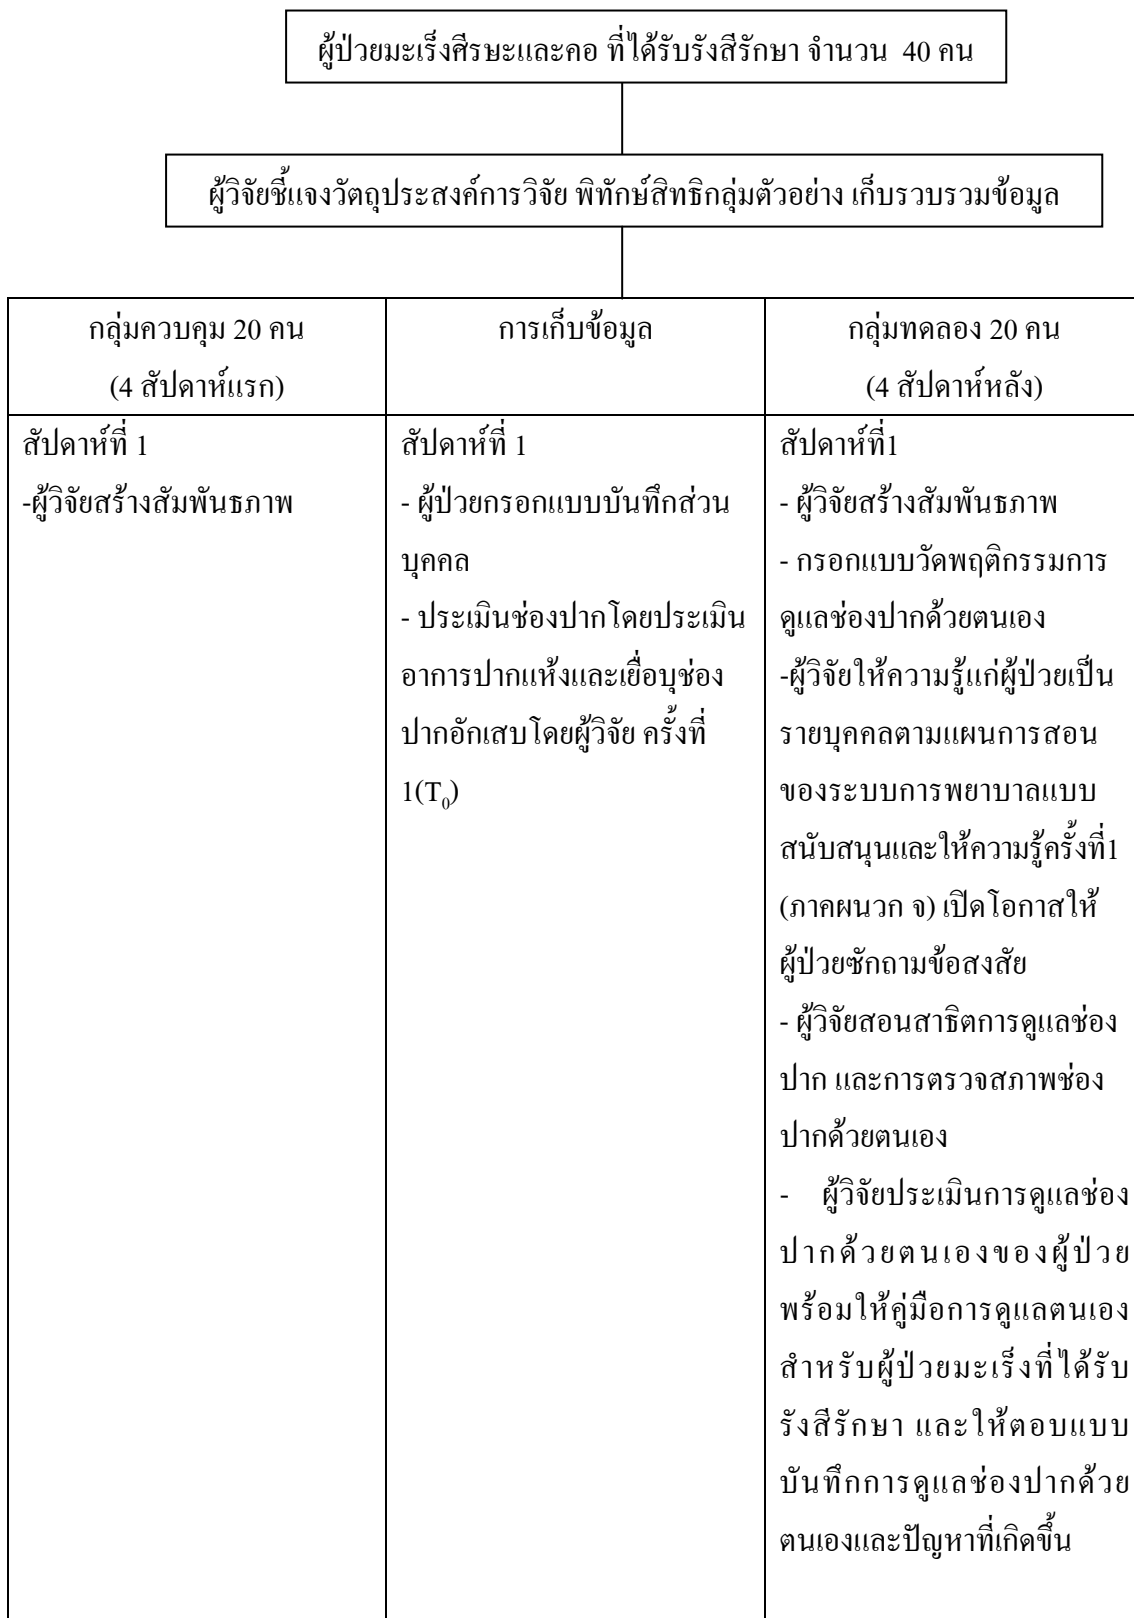 ผู้ป่วยมะเร็งศีรษะและคอ ที่ได้รับรังสีรักษา จำนวน 40 คน
ผู้วิจัยชี้แจงวัตถุประสงค์การวิจัย พิทักษ์สิทธิกลุ่มตัวอย่าง เก็บรวบรวมข้อมูล
กลุ่มควบคุม 20 คน
(4 สัปดาห์แรก)
การเก็บข้อมูล
กลุ่มทดลอง 20 คน
(4 สัปดาห์หลัง)
สัปดาห์ที่ 1
-ผู้วิจัยสร้างสัมพันธภาพ
สัปดาห์ที่ 1
- ผู้ป่วยกรอกแบบบันทึกส่วน
บุคคล
- ประเมินช่องปากโดยประเมิน
อาการปากแห้งและเยื่อบุช่อง
ปากอักเสบโดยผู้วิจัย ครั้งที่
1(T₀)
สัปดาห์ที่1
- ผู้วิจัยสร้างสัมพันธภาพ
- กรอกแบบวัดพฤติกรรมการ
ดูแลช่องปากด้วยตนเอง
-ผู้วิจัยให้ความรู้แก่ผู้ป่วยเป็น
รายบุคคลตามแผนการสอน
ของระบบการพยาบาลแบบ
สนับสนุนและให้ความรู้ครั้งที่1
(ภาคผนวก จ) เปิดโอกาสให้
ผู้ป่วยซักถามข้อสงสัย
- ผู้วิจัยสอนสาธิตการดูแลช่อง
ปาก และการตรวจสภาพช่อง
ปากด้วยตนเอง
- ผู้วิจัยประเมินการดูแลช่อง
ปากด้วยตนเองของผู้ป่วย
พร้อมให้คู่มือการดูแลตนเอง
สำหรับผู้ป่วยมะเร็งที่ได้รับ
รังสีรักษา และให้ตอบแบบ
บันทึกการดูแลช่องปากด้วย
ตนเองและปัญหาที่เกิดขึ้น